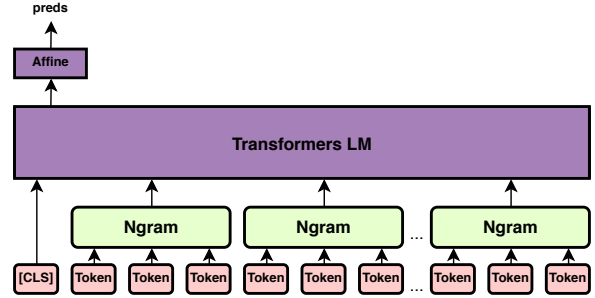 preds
Affine
Transformers LM
Ngram Ngram ... Ngram
[CLS] Token Token Token Token Token Token ... Token Token Token